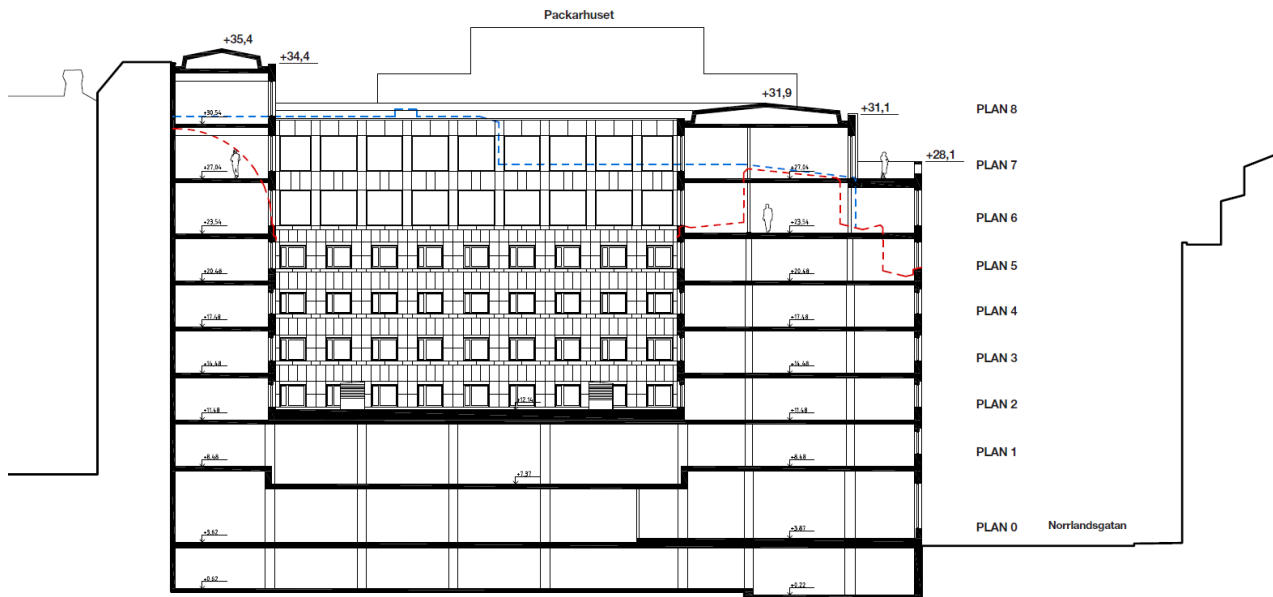 Packarhuset
+35,4
+34,4
+31,9
+31,1
PLAN 8
+30,54
+28,1
PLAN 7
+27,04
+27,04
PLAN 6
+23,54
+23,54
PLAN 5
+20.48
+20.48
PLAN 4
+17.48
+17.48
PLAN 3
+14.48
+14.48
PLAN 2
+12.14
+11.48
+11.48
PLAN 1
+8.48
+8.48
+7.37
PLAN 0
Norrlandsgatan
+3.62
+3.87
+0.62
+0.22